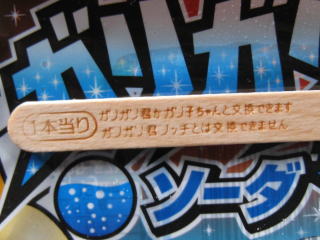 ガリガリ
1本当り
ガリガリ君かガリ子ちゃんと交換できます
ガリガリ君リッチとは交換できません
ソーダ